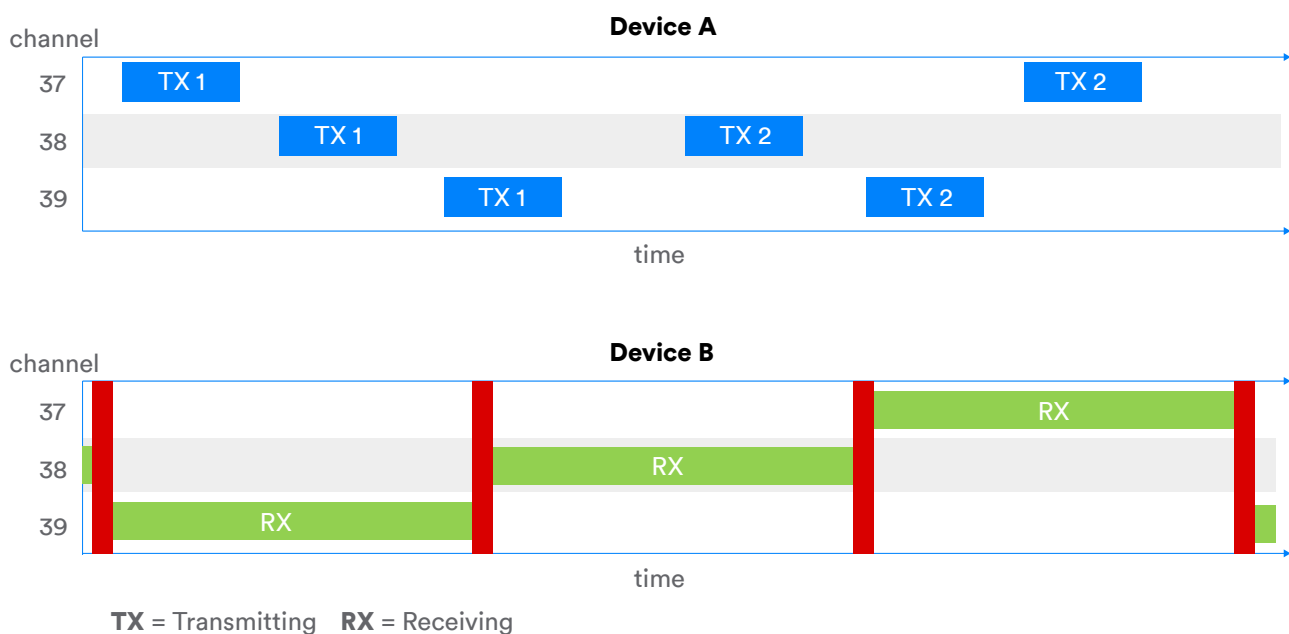 Device A
channel
37 TX 1 TX 2
38 TX 1 TX 2
39 TX 1 TX 2
time
Device B
channel
37 RX
38 RX
39 RX
time
TX = Transmitting RX = Receiving